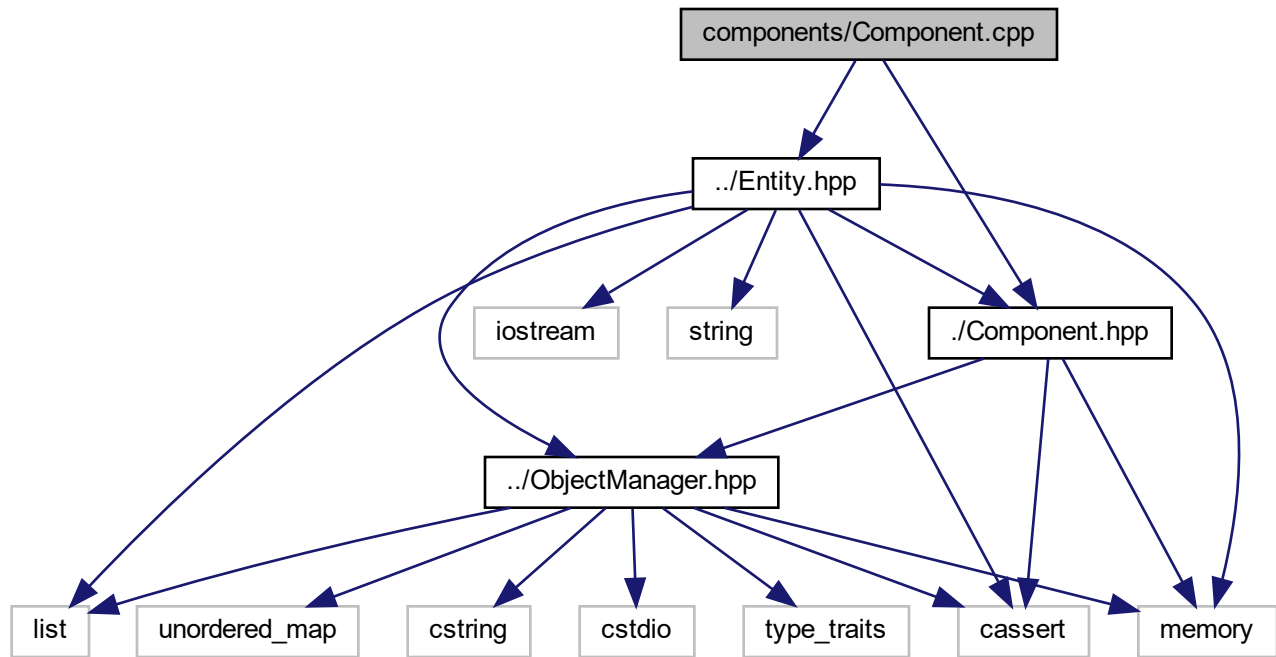 components/Component.cpp
../Entity.hpp
iostream
string
./Component.hpp
../ObjectManager.hpp
list
unordered_map
cstring
cstdio
type_traits
cassert
memory